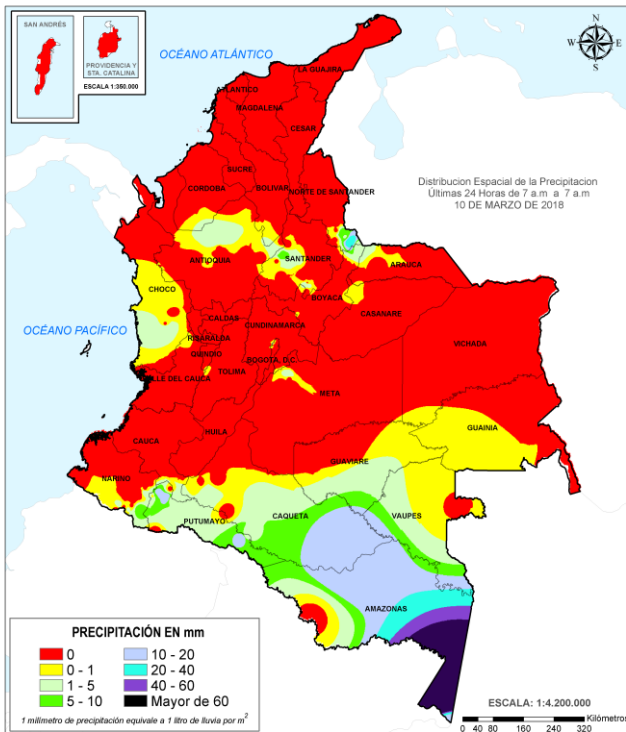 SAN ANDRÉS
PROVIDENCIA Y
STA. CATALINA
ESCALA 1:350.000
OCÉANO ATLÁNTICO
N
W E
S
LA GUAJIRA
ATLANTICO
MAGDALENA
CESAR
SUCRE
CORDOBA
BOLIVAR
NORTE DE SANTANDER
Distribucion Espacial de la Precipitacion
Últimas 24 Horas de 7 a.m a 7 a.m
10 DE MARZO DE 2018
ANTIOQUIA
SANTANDER
ARAUCA
CHOCO
BOYACA
CASANARE
OCÉANO PACÍFICO
CALDAS
CUNDINAMARCA
RISARALDA
VICHADA
QUINDIO
BOGOTA, D.C.
TOLIMA
VALLE DEL CAUCA
META
HUILA
CAUCA
GUAINIA
GUAVIARE
NARIÑO
PUTUMAYO
CAQUETA
VAUPES
AMAZONAS
PRECIPITACIÓN EN mm
0 10 - 20
0 - 1 20 - 40
1 - 5 40 - 60
5 - 10 Mayor de 60
1 milimetro de precipitación equivale a 1 litro de lluvia por m2
ESCALA: 1:4.200.000
Kilómetros
0 40 80 160 240 320